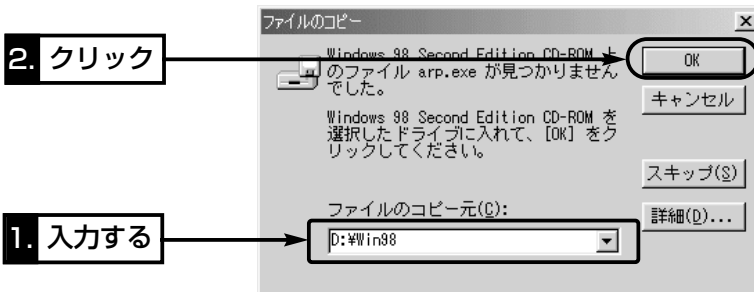 ファイルのコピー
2. クリック
Windows 98 Second Edition CD-ROM 上
のファイル arp.exe が見つかりません
でした。
Windows 98 Second Edition CD-ROM を
選択したドライブに入れて、[OK] をク
リックしてください。
OK
キャンセル
スキップ(S)
詳細(D)...
1. 入力する
ファイルのコピー元(C):
D:¥Win98